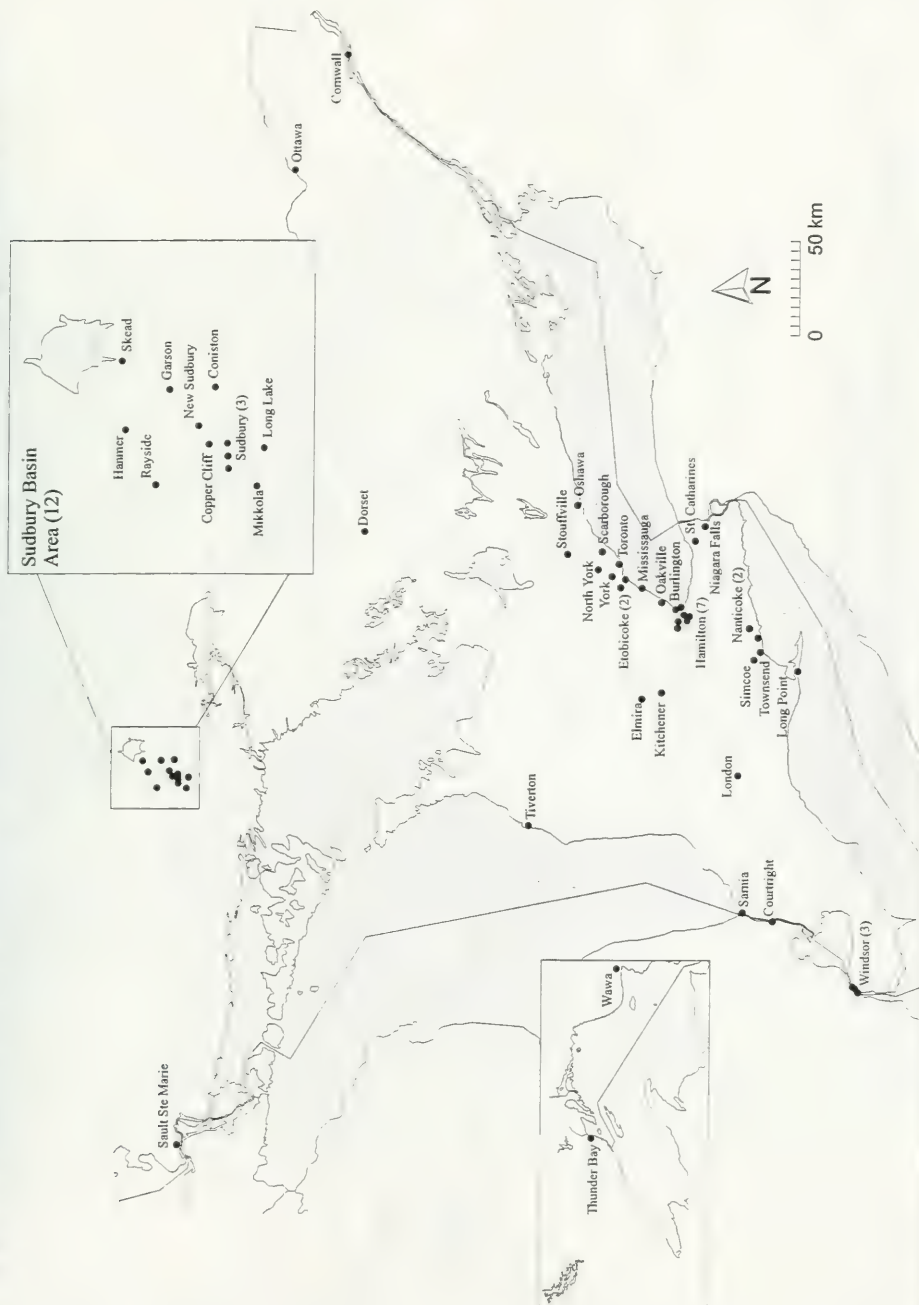 Sudbury Basin
Area (12)
Skead
Hanmer
Rayside
Garson
New Sudbury
Copper Cliff
Coniston
Sudbury (3)
Mikkola
Long Lake
Sault Ste Marie
Ottawa
Cornwall
Dorset
Tiverton
Stouffville
Oshawa
North York
Scarborough
York
Toronto
Etobicoke (2)
Mississauga
Oakville
Burlington
Elmira
Kitchener
Hamilton (7)
St. Catharines
Niagara Falls
Nanticoke (2)
Simcoe
Townsend
Long Point
London
Sarnia
Courtright
Windsor (3)
Thunder Bay
Wawa
N
0
50 km